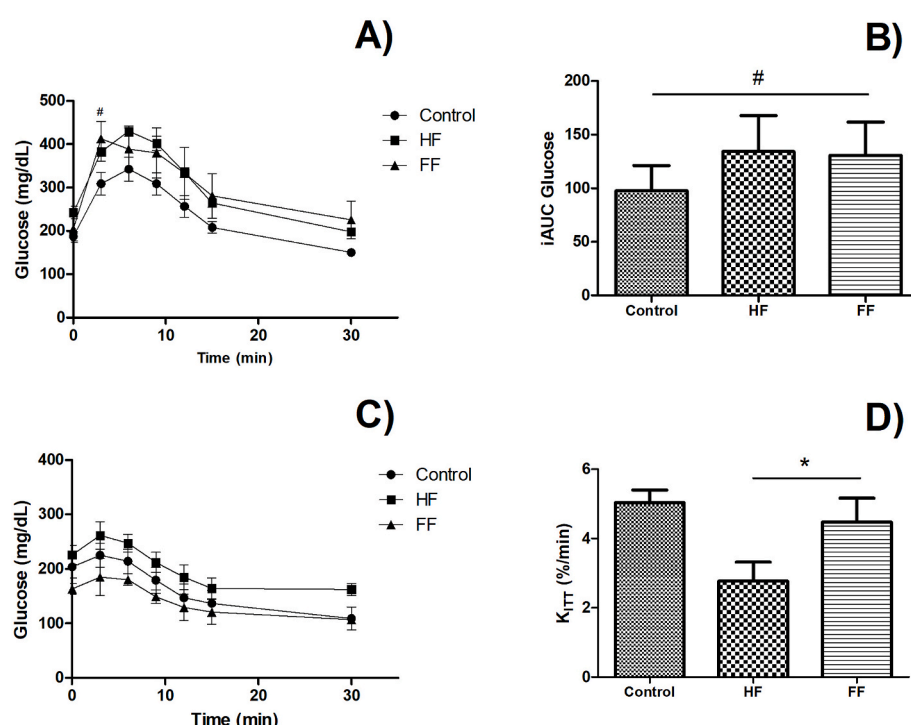 A)
Glucose (mg/dL)
500
400
300
200
100
0
#
0
10
20
30
Time (min)
Control
HF
FF
B)
iAUC Glucose
200
150
100
50
0
#
Control
HF
FF
C)
Glucose (mg/dL)
400
300
200
100
0
0
10
20
30
Time (min)
Control
HF
FF
D)
KITT (%/min)
6
4
2
0
*
Control
HF
FF